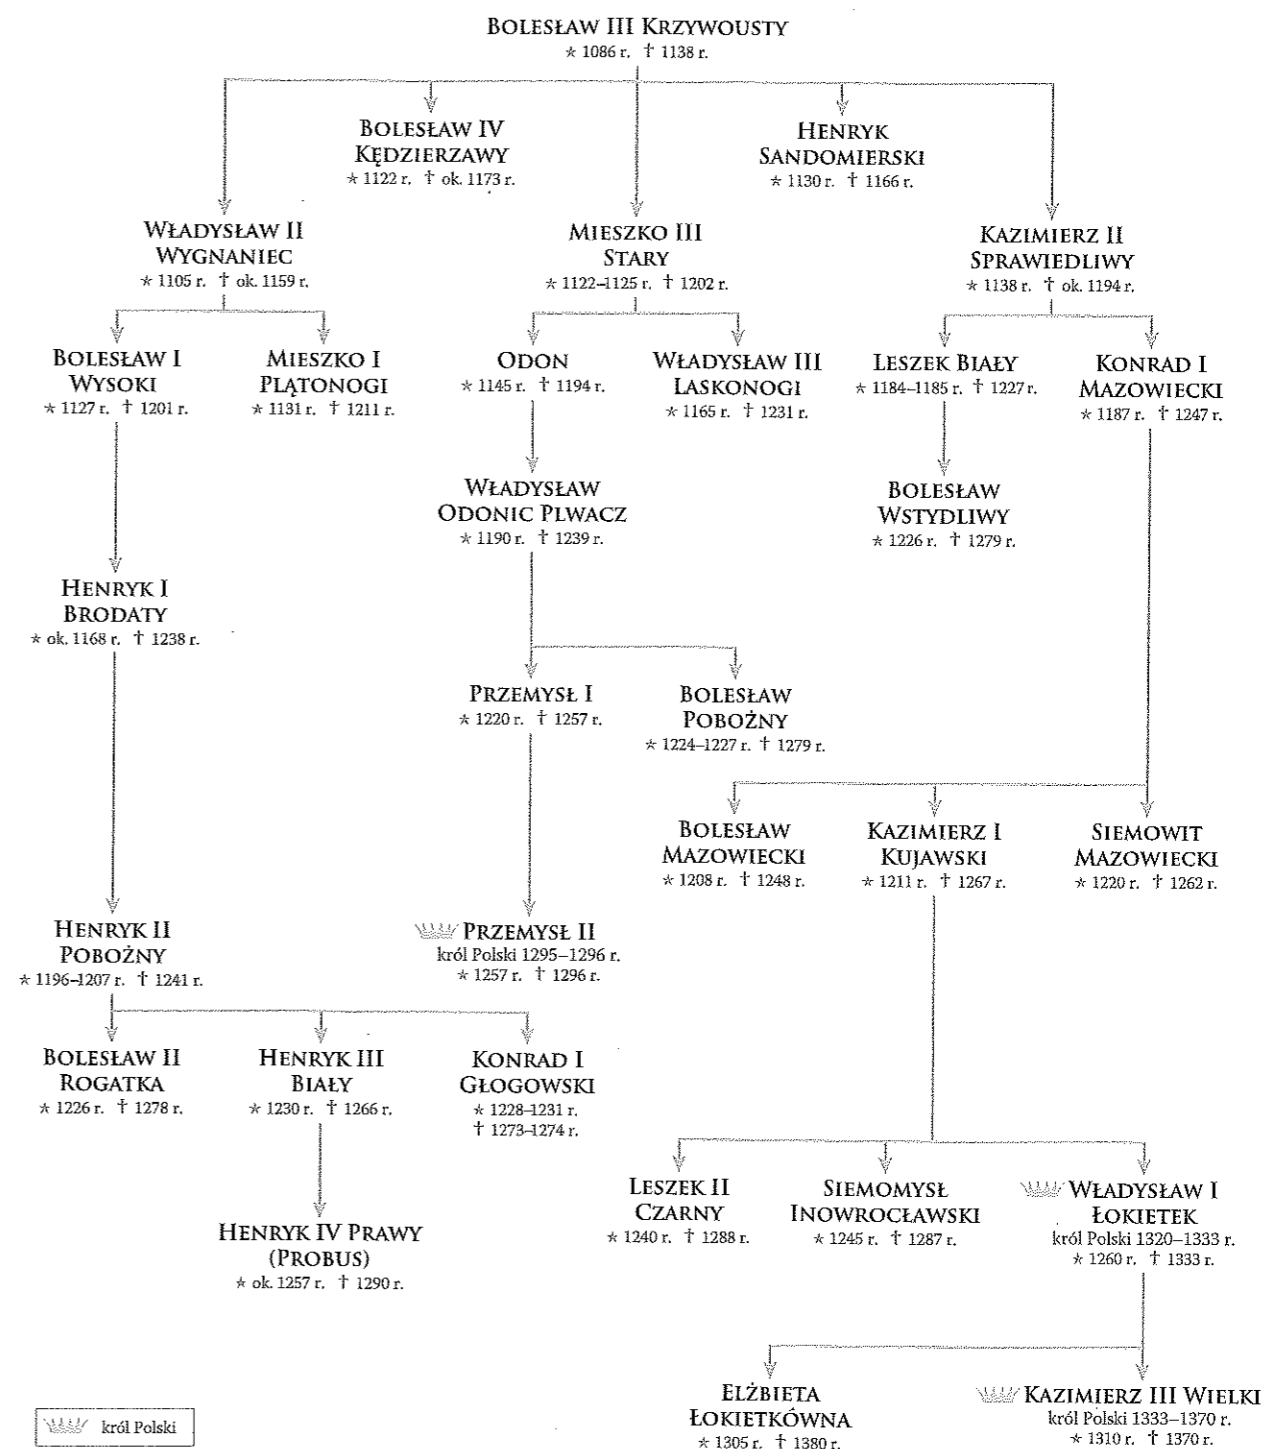 BOLESŁAW III KRZYWOUSTY
★ 1086 r. † 1138 r.
BOLESŁAW IV
KĘDZIERZAWY
★ 1122 r. † ok. 1173 r.
HENRYK
SANDOMIERSKI
★ 1130 r. † 1166 r.
WŁADYSŁAW II
WYGNANIEC
★ 1105 r. † ok. 1159 r.
MIESZKO III
STARY
★ 1122–1125 r. † 1202 r.
KAZIMIERZ II
SPRAWIEDLIWY
★ 1138 r. † ok. 1194 r.
BOLESŁAW I
WYSOKI
★ 1127 r. † 1201 r.
MIESZKO I
PLĄTONOGI
★ 1131 r. † 1211 r.
ODON
★ 1145 r. † 1194 r.
WŁADYSŁAW III
LASKONOGI
★ 1165 r. † 1231 r.
LESZEK BIAŁY
★ 1184–1185 r. † 1227 r.
KONRAD I
MAZOWIECKI
★ 1187 r. † 1247 r.
WŁADYSŁAW
ODONIC PLWACZ
★ 1190 r. † 1239 r.
BOLESŁAW
WSTYDLIWY
★ 1226 r. † 1279 r.
HENRYK I
BRODATY
★ ok. 1168 r. † 1238 r.
PRZEMYSŁ I
★ 1220 r. † 1257 r.
BOLESŁAW
POBOŻNY
★ 1224–1227 r. † 1279 r.
BOLESŁAW
MAZOWIECKI
★ 1208 r. † 1248 r.
KAZIMIERZ I
KUJAWSKI
★ 1211 r. † 1267 r.
SIEMOWIT
MAZOWIECKI
★ 1220 r. † 1262 r.
HENRYK II
POBOŻNY
★ 1196–1207 r. † 1241 r.
PRZEMYSŁ II
król Polski 1295–1296 r.
★ 1257 r. † 1296 r.
BOLESŁAW II
ROGATKA
★ 1226 r. † 1278 r.
HENRYK III
BIAŁY
★ 1230 r. † 1266 r.
KONRAD I
GŁOGOWSKI
★ 1228–1231 r.
† 1273–1274 r.
LESZEK II
CZARNY
★ 1240 r. † 1288 r.
SIEMOMYSŁ
INOWROCŁAWSKI
★ 1245 r. † 1287 r.
WŁADYSŁAW I
ŁOKIETEK
król Polski 1320–1333 r.
★ 1260 r. † 1333 r.
HENRYK IV PRAWY
(PROBUS)
★ ok. 1257 r. † 1290 r.
ELŻBIETA
ŁOKIETKÓWNA
★ 1305 r. † 1380 r.
KAZIMIERZ III WIELKI
król Polski 1333–1370 r.
★ 1310 r. † 1370 r.
król Polski